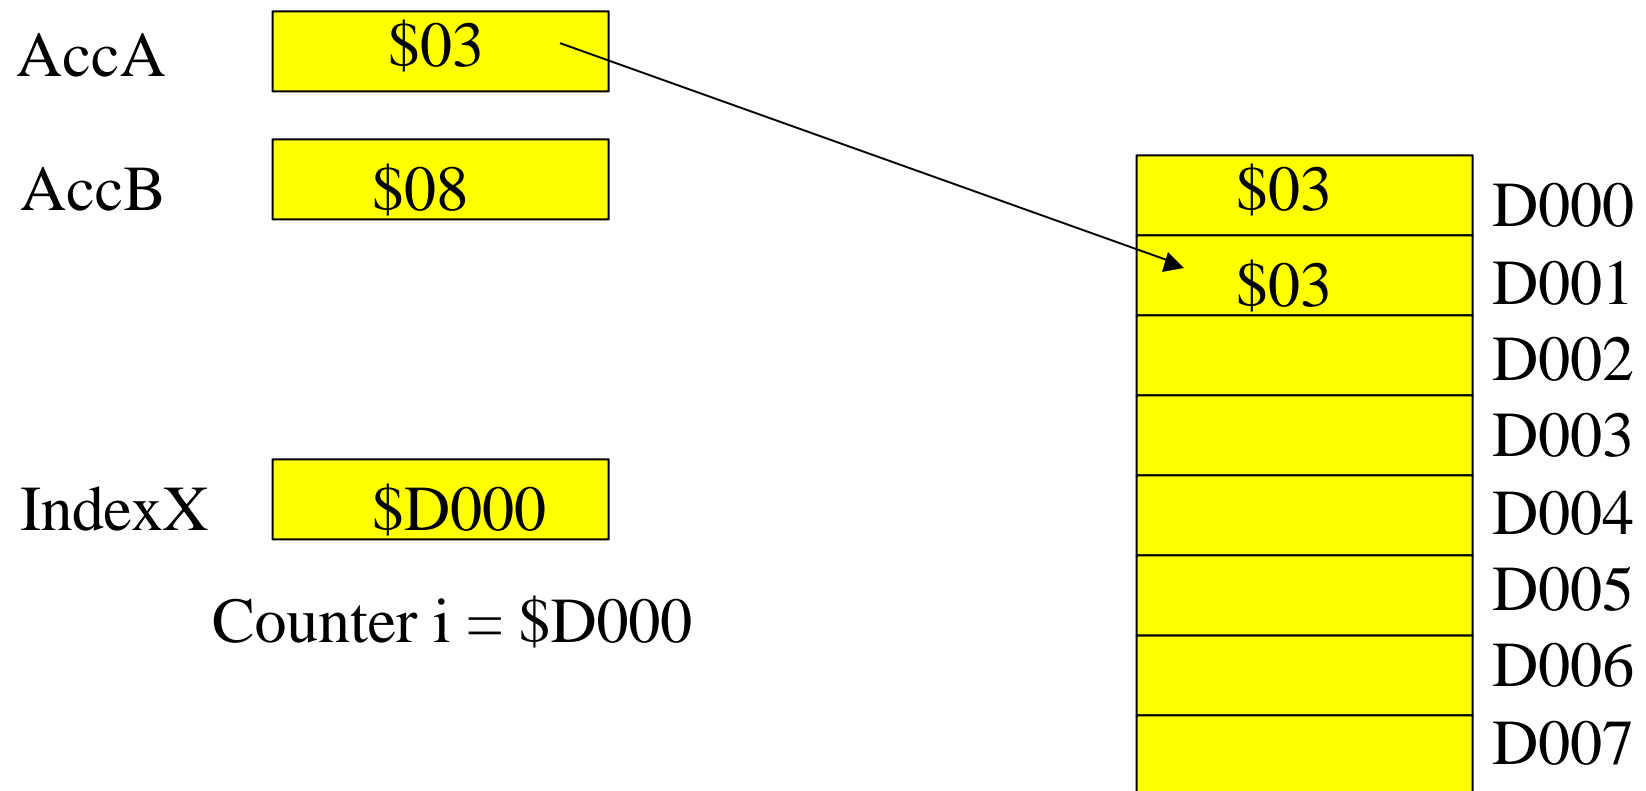 AccA $03
AccB $08
IndexX $D000
Counter i = $D000
$03 D000
$03 D001
D002
D003
D004
D005
D006
D007